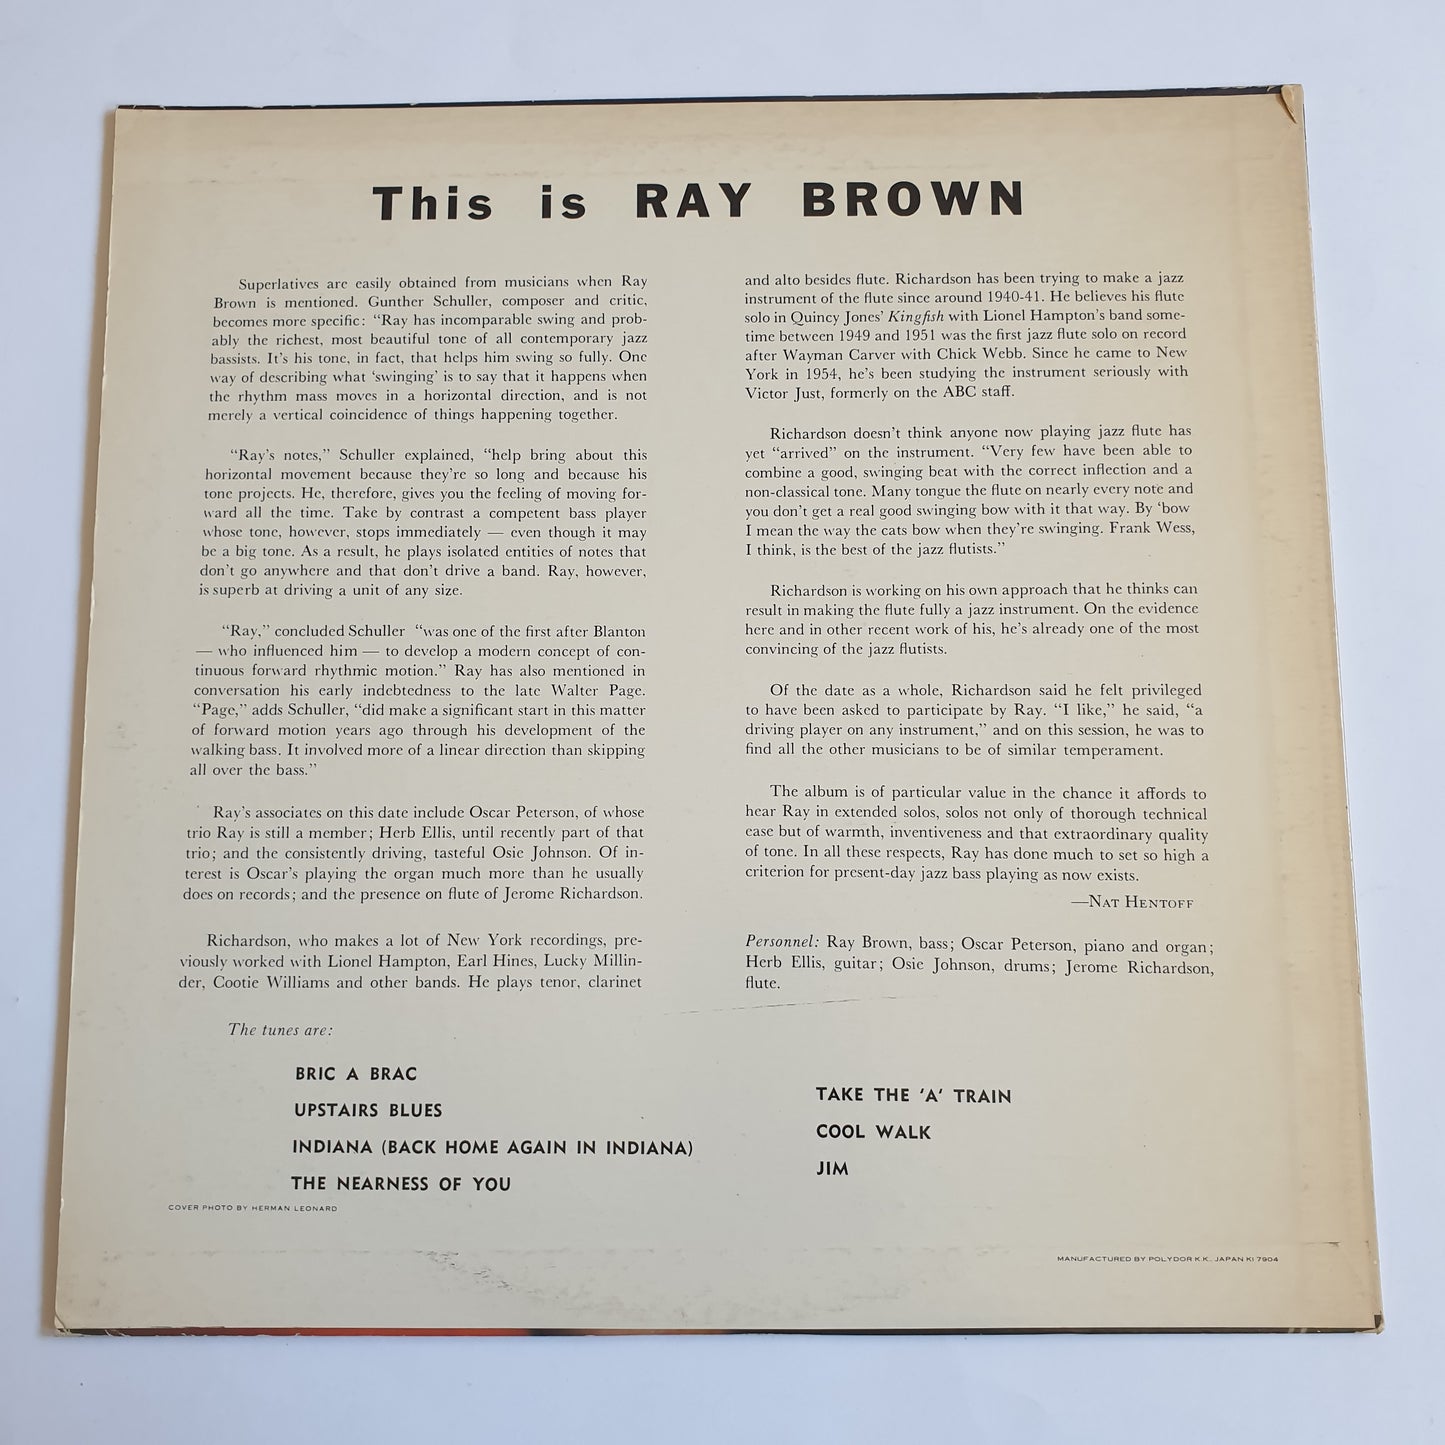 This is RAY BROWN
Superlatives are easily obtained from musicians when Ray
Brown is mentioned. Gunther Schuller, composer and critic,
becomes more specific: “Ray has incomparable swing and prob-
ably the richest, most beautiful tone of all contemporary jazz
bassists. It’s his tone, in fact, that helps him swing so fully. One
way of describing what ‘swinging’ is to say that it happens when
the rhythm mass moves in a horizontal direction, and is not
merely a vertical coincidence of things happening together.
“Ray’s notes,” Schuller explained, “help bring about this
horizontal movement because they’re so long and because his
tone projects. He, therefore, gives you the feeling of moving for-
ward all the time. Take by contrast a competent bass player
whose tone, however, stops immediately — even though it may
be a big tone. As a result, he plays isolated entities of notes that
don’t go anywhere and that don’t drive a band. Ray, however,
is superb at driving a unit of any size.
“Ray,” concluded Schuller “was one of the first after Blanton
— who influenced him — to develop a modern concept of con-
tinuous forward rhythmic motion.” Ray has also mentioned in
conversation his early indebtedness to the late Walter Page.
“Page,” adds Schuller, “did make a significant start in this matter
of forward motion years ago through his development of the
walking bass. It involved more of a linear direction than skipping
all over the bass.”
Ray’s associates on this date include Oscar Peterson, of whose
trio Ray is still a member; Herb Ellis, until recently part of that
trio; and the consistently driving, tasteful Osie Johnson. Of in-
terest is Oscar’s playing the organ much more than he usually
does on records; and the presence on flute of Jerome Richardson.
Richardson, who makes a lot of New York recordings, pre-
viously worked with Lionel Hampton, Earl Hines, Lucky Millin-
der, Cootie Williams and other bands. He plays tenor, clarinet
and alto besides flute. Richardson has been trying to make a jazz
instrument of the flute since around 1940-41. He believes his flute
solo in Quincy Jones’ Kingfish with Lionel Hampton’s band some-
time between 1949 and 1951 was the first jazz flute solo on record
after Wayman Carver with Chick Webb. Since he came to New
York in 1954, he’s been studying the instrument seriously with
Victor Just, formerly on the ABC staff.
Richardson doesn’t think anyone now playing jazz flute has
yet “arrived” on the instrument. “Very few have been able to
combine a good, swinging beat with the correct inflection and a
non-classical tone. Many tongue the flute on nearly every note and
you don’t get a real good swinging bow with it that way. By ‘bow
I mean the way the cats bow when they’re swinging. Frank Wess,
I think, is the best of the jazz flutists.”
Richardson is working on his own approach that he thinks can
result in making the flute fully a jazz instrument. On the evidence
here and in other recent work of his, he’s already one of the most
convincing of the jazz flutists.
Of the date as a whole, Richardson said he felt privileged
to have been asked to participate by Ray. “I like,” he said, “a
driving player on any instrument,” and on this session, he was to
find all the other musicians to be of similar temperament.
The album is of particular value in the chance it affords to
hear Ray in extended solos, solos not only of thorough technical
ease but of warmth, inventiveness and that extraordinary quality
of tone. In all these respects, Ray has done much to set so high a
criterion for present-day jazz bass playing as now exists.
—NAT HENTOFF
Personnel: Ray Brown, bass; Oscar Peterson, piano and organ;
Herb Ellis, guitar; Osie Johnson, drums; Jerome Richardson,
flute.
The tunes are:
BRIC A BRAC
UPSTAIRS BLUES
INDIANA (BACK HOME AGAIN IN INDIANA)
THE NEARNESS OF YOU
TAKE THE ‘A’ TRAIN
COOL WALK
JIM
COVER PHOTO BY HERMAN LEONARD
MANUFACTURED BY POLYDOR K.K., JAPAN KI 7904